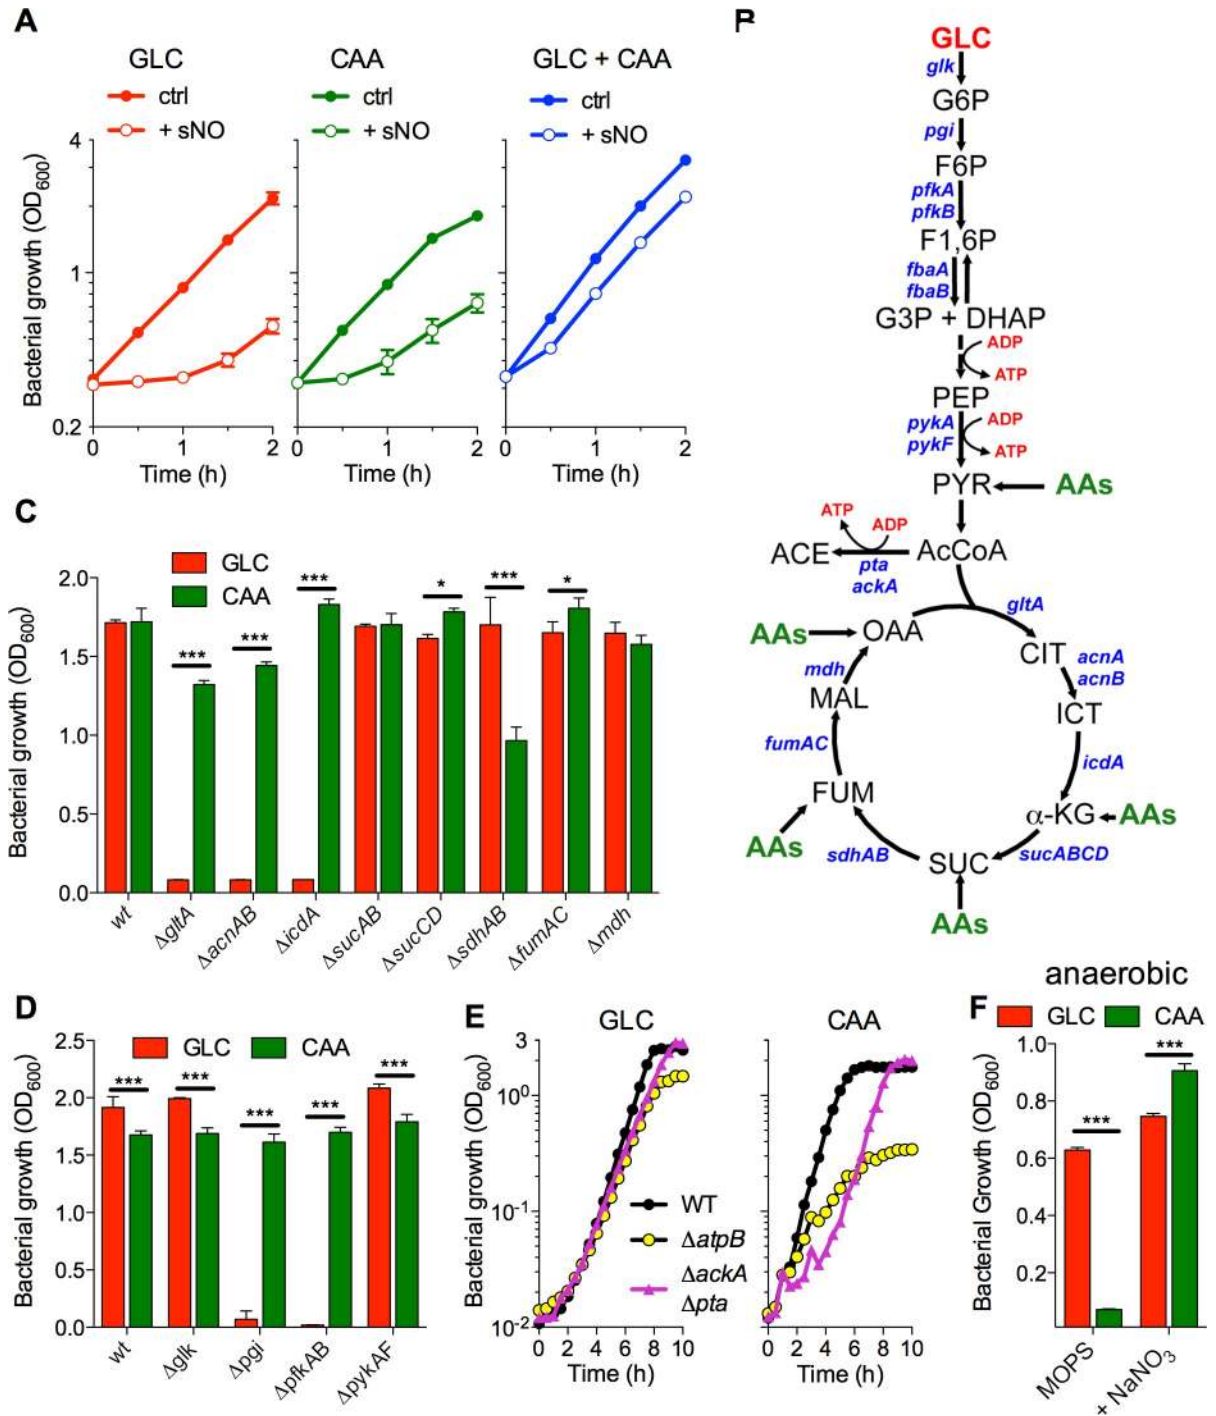 A
GLC
CAA
GLC + CAA
ctrl
+ sNO
ctrl
+ sNO
ctrl
+ sNO
Bacterial growth (OD600)
4
1
0.2
0 1 2
0 1 2
0 1 2
Time (h)
Time (h)
Time (h)
B
GLC
glk
G6P
pgi
F6P
pfkA
pfkB
F1,6P
fbaA
fbaB
G3P + DHAP
ADP
ATP
PEP
pykA
pykF
ADP
ATP
PYR
AAs
ATP
ADP
ACE
AcCoA
pta
ackA
gltA
AAs
OAA
CIT
acnA
acnB
mdh
MAL
ICT
fumAC
icdA
FUM
α-KG
AAs
AAs
sdhAB
SUC
sucABCD
AAs
C
GLC
CAA
Bacterial growth (OD600)
2.0
1.5
1.0
0.5
0.0
***
***
***
*
***
*
wt
ΔgltA
ΔacnAB
ΔicdA
ΔsucAB
ΔsucCD
ΔsdhAB
ΔfumAC
Δmdh
D
GLC
CAA
Bacterial growth (OD600)
2.5
2.0
1.5
1.0
0.5
0.0
***
***
***
***
***
wt
Δglk
Δpgi
ΔpfkAB
ΔpykAF
E
GLC
CAA
3
10⁰
10⁻¹
10⁻²
WT
ΔatpB
ΔackA
Δpta
0 2 4 6 8 10
0 2 4 6 8 10
Time (h)
Time (h)
anaerobic
F
GLC
CAA
Bacterial Growth (OD600)
1.0
0.8
0.6
0.4
0.2
***
***
MOPS
+ NaNO3